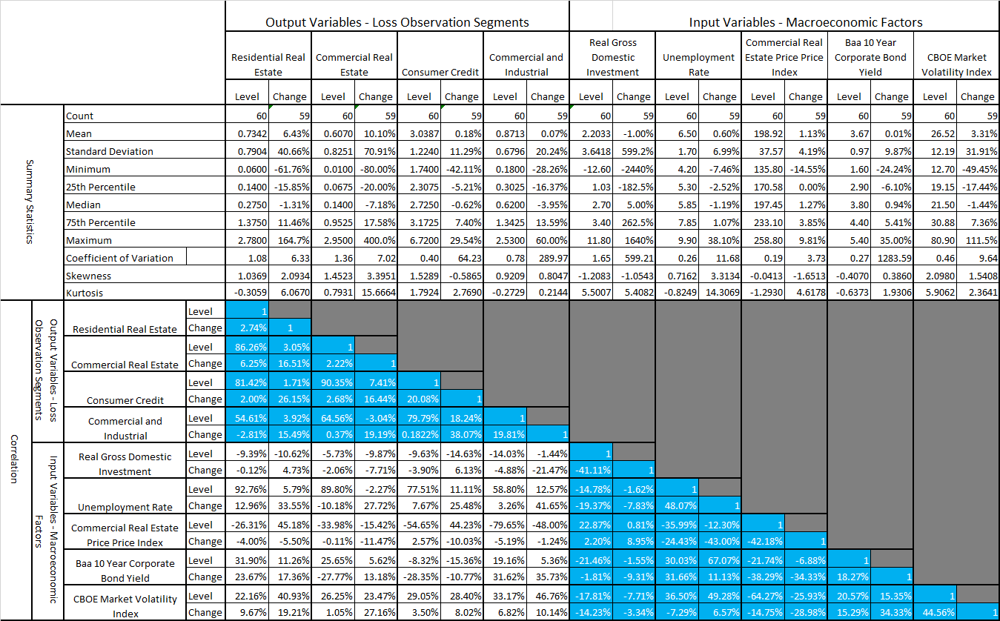 Output Variables - Loss Observation Segments Input Variables - Macroeconomic Factors
Residential Real Estate Commercial Real Estate Consumer Credit Commercial and Industrial Real Gross Domestic Investment Unemployment Rate Commercial Real Estate Price Price Index Baa 10 Year Corporate Bond Yield CBOE Market Volatility Index
Level Change Level Change Level Change Level Change Level Change Level Change Level Change Level Change Level Change
Summary Statistics
Count 60 59 60 59 60 59 60 59 60 59 60 59 60 59 60 59 60 59
Mean 0.7342 6.43% 0.6070 10.10% 3.0387 0.18% 0.8713 0.07% 2.2033 -1.00% 6.50 0.60% 198.92 1.13% 3.67 0.01% 26.52 3.31%
Standard Deviation 0.7904 40.66% 0.8251 70.91% 1.2240 11.29% 0.6796 20.24% 3.6418 599.2% 1.70 6.99% 37.57 4.19% 0.97 9.87% 12.19 31.91%
Minimum 0.0600 -61.76% 0.0100 -80.00% 1.7400 -42.11% 0.1800 -28.26% -12.60 -2440% 4.20 -7.46% 135.80 -14.55% 1.60 -24.24% 12.70 -49.45%
25th Percentile 0.1400 -15.85% 0.0675 -20.00% 2.3075 -5.21% 0.3025 -16.37% 1.03 -182.5% 5.30 -2.52% 170.58 0.00% 2.90 -6.10% 19.15 -17.44%
Median 0.2750 -1.31% 0.1400 -7.18% 2.7250 -0.62% 0.6200 -3.95% 2.70 5.00% 5.85 -1.19% 197.45 1.27% 3.80 0.94% 21.50 -1.44%
75th Percentile 1.3750 11.46% 0.9525 17.58% 3.1725 7.40% 1.3425 13.59% 3.40 262.5% 7.85 1.07% 233.10 3.85% 4.40 5.41% 30.88 7.36%
Maximum 2.7800 164.7% 2.9500 400.0% 6.7200 29.54% 2.5300 60.00% 11.80 1640% 9.90 38.10% 258.80 9.81% 5.40 35.00% 80.90 111.5%
Coefficient of Variation 1.08 6.33 1.36 7.02 0.40 64.23 0.78 289.97 1.65 599.21 0.26 11.68 0.19 3.73 0.27 1283.59 0.46 9.64
Skewness 1.0369 2.0934 1.4523 3.3951 1.5289 -0.5865 0.9209 0.8047 -1.2083 -1.0543 0.7162 3.3134 -0.0413 -1.6513 -0.4070 0.3860 2.0980 1.5408
Kurtosis -0.3059 6.0670 0.7931 15.6664 1.7924 2.7690 -0.2729 0.2144 5.5007 5.4082 -0.8249 14.3069 -1.2930 4.6178 -0.6373 1.9306 5.9062 2.3641
Correlation
Output Variables - Loss Observation Segments
Residential Real Estate
Level 1
Change 2.74% 1
Commercial Real Estate
Level 86.26% 3.05% 1
Change 6.25% 16.51% 2.22% 1
Consumer Credit
Level 81.42% 1.71% 90.35% 7.41% 1
Change 2.00% 26.15% 2.68% 16.44% 20.08% 1
Commercial and Industrial
Level 54.61% 3.92% 64.56% -3.04% 79.79% 18.24% 1
Change -2.81% 15.49% 0.37% 19.19% 0.1822% 38.07% 19.81% 1
Input Variables - Macroeconomic Factors
Real Gross Domestic Investment
Level -9.39% -10.62% -5.73% -9.87% -9.63% -14.63% -14.03% -1.44% 1
Change -0.12% 4.73% -2.06% -7.71% -3.90% 6.13% -4.88% -21.47% -41.11% 1
Unemployment Rate
Level 92.76% 5.79% 89.80% -2.27% 77.51% 11.11% 58.80% 12.57% -14.78% -1.62% 1
Change 12.96% 33.55% -10.18% 27.72% 7.67% 25.48% 3.26% 41.65% -19.37% -7.83% 48.07% 1
Commercial Real Estate Price Price Index
Level -26.31% 45.18% -33.98% -15.42% -54.65% 44.23% -79.65% -48.00% 22.87% 0.81% -35.99% -12.30% 1
Change -4.00% -5.50% -0.11% -11.47% 2.57% -10.03% -5.19% -1.24% 2.20% 8.95% -24.43% -43.00% -42.18% 1
Baa 10 Year Corporate Bond Yield
Level 31.90% 11.26% 25.65% 5.62% -8.32% -15.36% 19.16% 5.36% -21.46% -1.55% 30.03% 67.07% -21.74% -6.88% 1
Change 23.67% 17.36% -27.77% 13.18% -28.35% -10.77% 31.62% 35.73% -1.81% -9.31% 31.66% 11.13% -38.29% -34.33% 18.27% 1
CBOE Market Volatility Index
Level 22.16% 40.93% 26.25% 23.47% 29.05% 28.40% 33.17% 46.76% -17.81% -7.71% 36.50% 49.28% -64.27% -25.93% 20.57% 15.35% 1
Change 9.67% 19.21% 1.05% 27.16% 3.50% 8.02% 6.82% 10.14% -14.23% -3.34% -7.29% 6.57% -14.75% -28.98% 15.29% 34.33% 44.56% 1